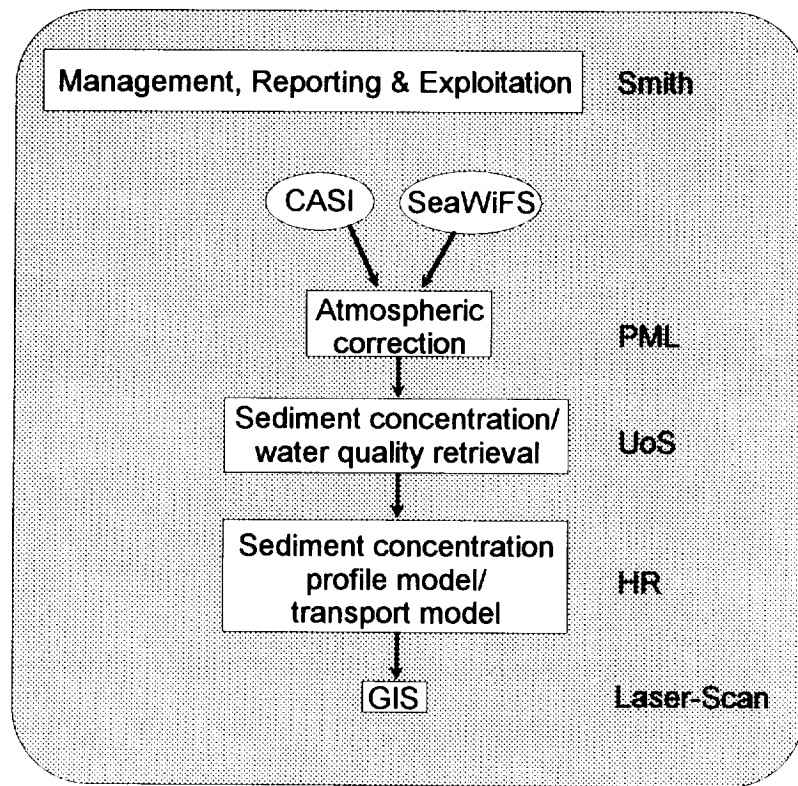 Management, Reporting & Exploitation
Smith
CASI
SeaWiFS
Atmospheric
correction
PML
Sediment concentration/
water quality retrieval
UoS
Sediment concentration
profile model/
transport model
HR
GIS
Laser-Scan